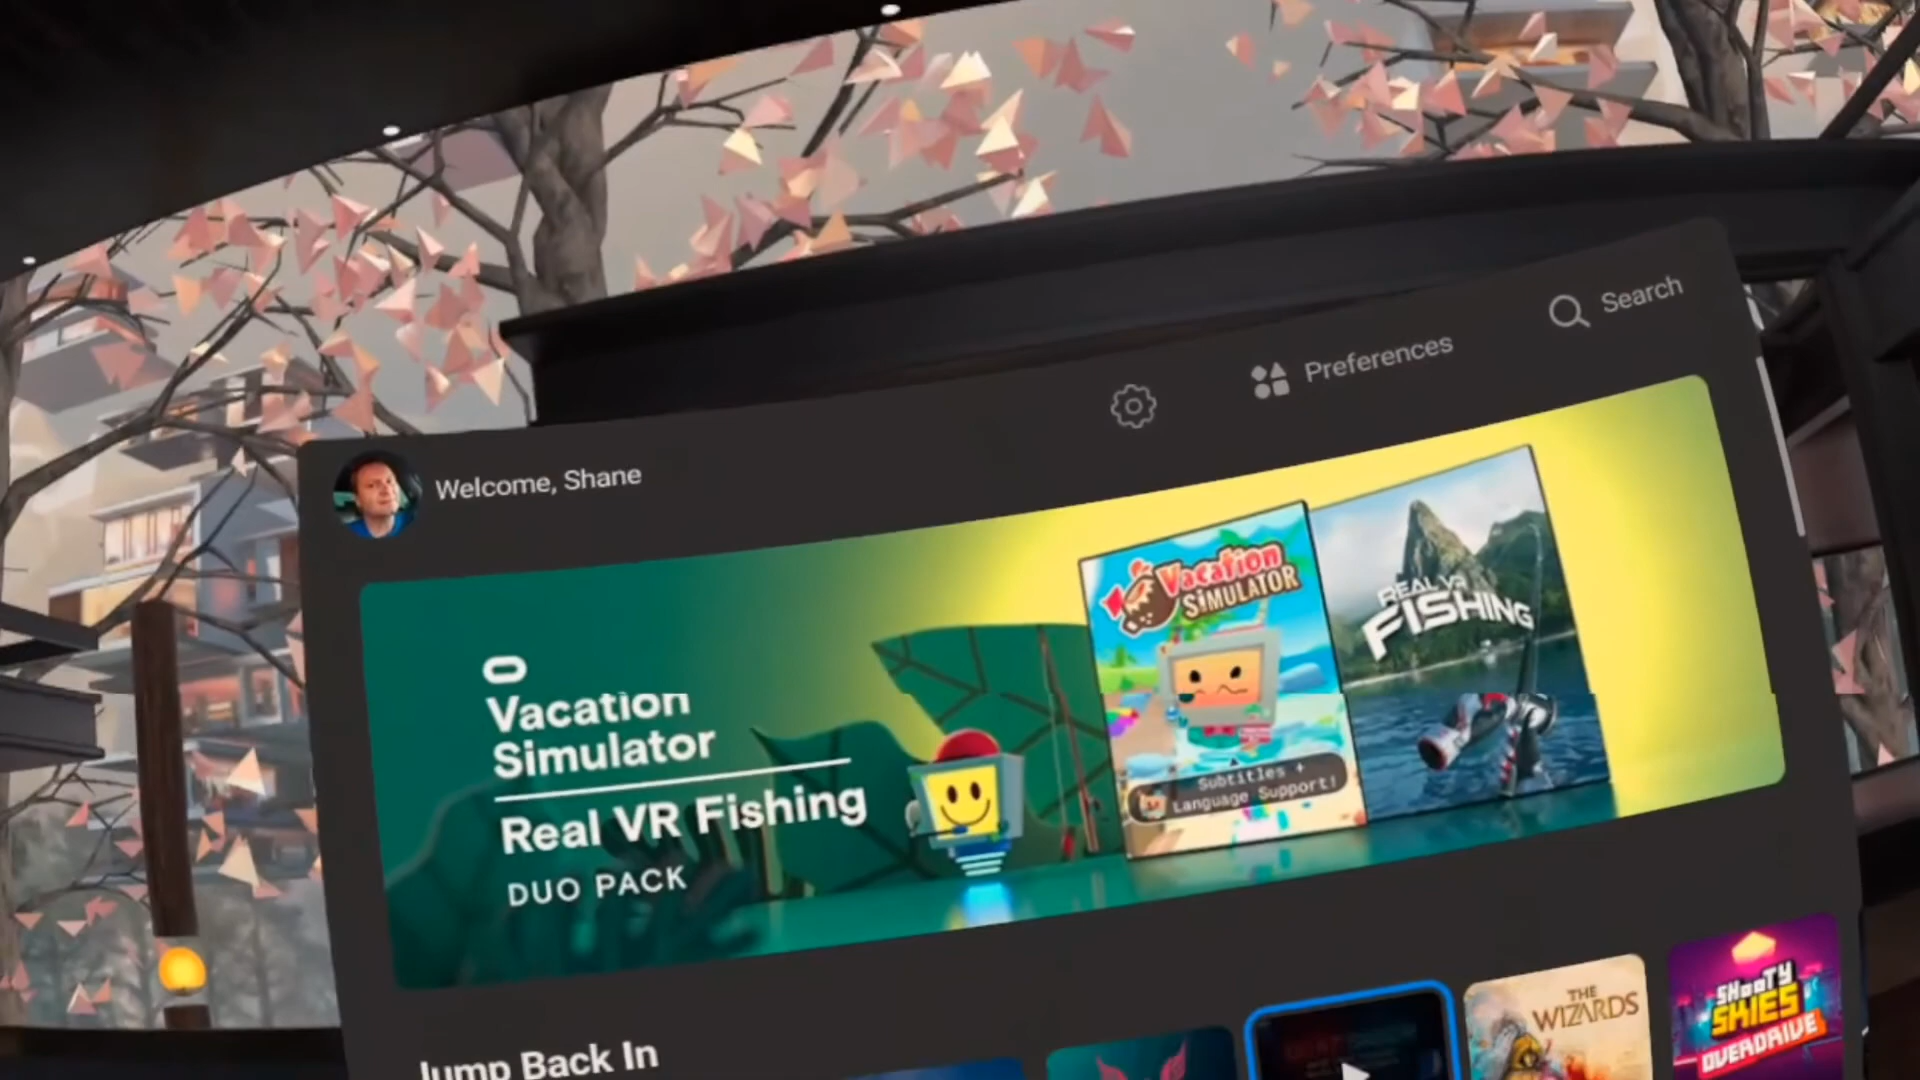 Search
Preferences
Welcome, Shane
Vacation
Simulator
Real VR Fishing
DUO PACK
Vacation
SIMULATOR
Subtitles +
Language Support!
REAL VR
FISHING
Jump Back In
THE
WIZARDS
SHOOTY
SKIES
OVERDRIVE